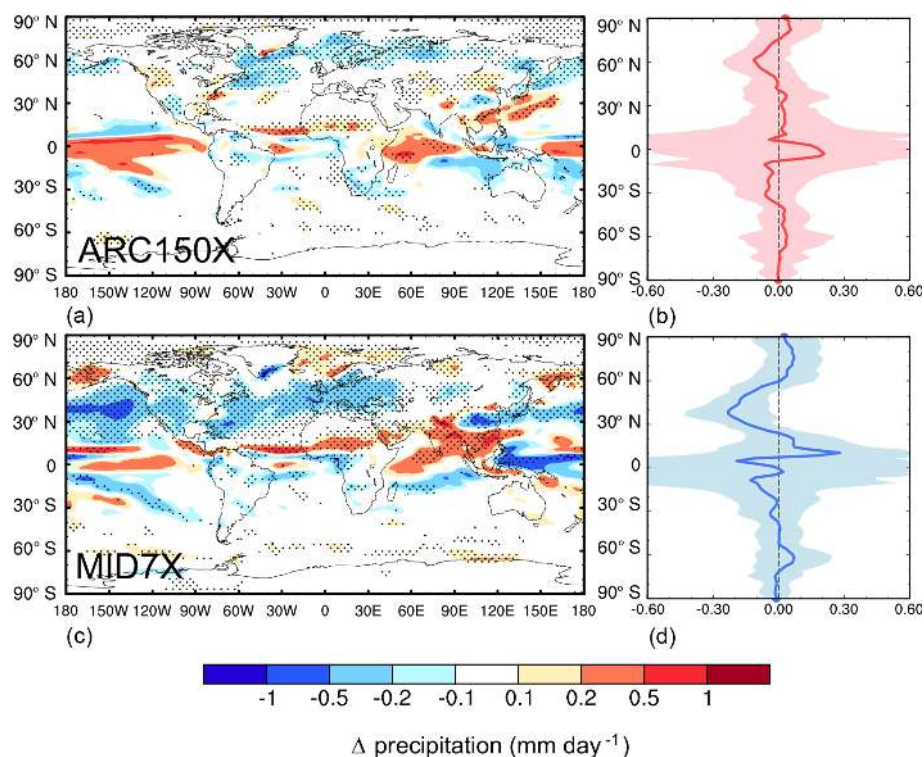 (a)
90° N
60° N
30° N
0
30° S
60° S
90° S
ARC150X
180 150W 120W 90W 60W 30W 0 30E 60E 90E 120E 150E 180
(b)
90° N
60° N
30° N
0
30° S
60° S
90° S
-0.60 -0.30 0.00 0.30 0.60
(a) (b)
90° N
60° N
30° N
0
30° S
60° S
90° S
MID7X
180 150W 120W 90W 60W 30W 0 30E 60E 90E 120E 150E 180
90° N
60° N
30° N
0
30° S
60° S
90° S
-0.60 -0.30 0.00 0.30 0.60
(c) (d)
-1 -0.5 -0.2 -0.1 0.1 0.2 0.5 1
Δ precipitation (mm day⁻¹)